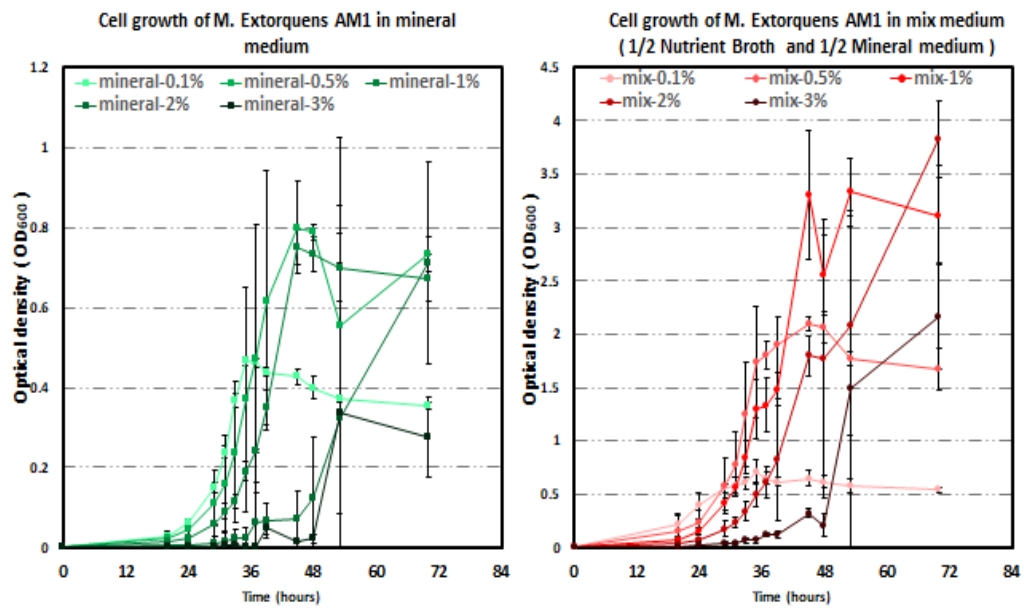 Cell growth of M. Extorquens AM1 in mineral
medium
1.2
mineral-0.1% mineral-0.5% mineral-1%
mineral-2% mineral-3%
1
0.8
0.6
0.4
0.2
0
Optical density ( OD600 )
0 12 24 36 48 60 72 84
Time (hours)
Cell growth of M. Extorquens AM1 in mix medium
( 1/2 Nutrient Broth and 1/2 Mineral medium )
4.5
mix-0.1% mix-0.5% mix-1%
mix-2% mix-3%
4
3.5
3
2.5
2
1.5
1
0.5
0
Optical density ( OD600 )
0 12 24 36 48 60 72 84
Time (hours)